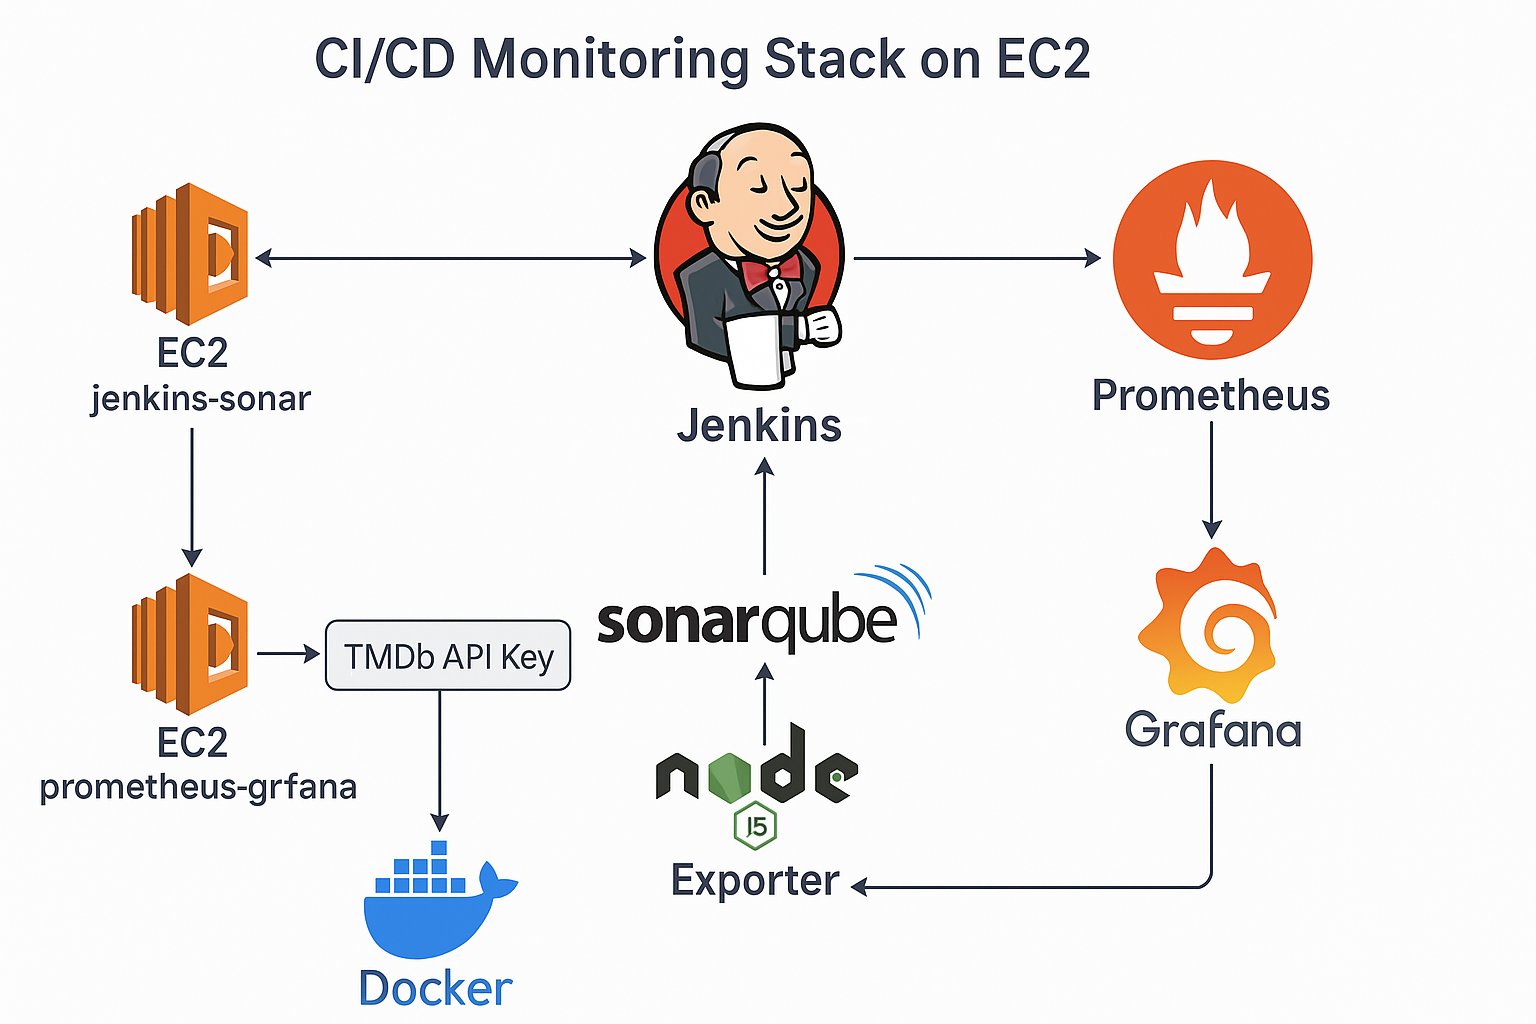 CI/CD Monitoring Stack on EC2
EC2
jenkins-sonar
Jenkins
Prometheus
EC2
prometheus-grfana
TMDb API Key
Docker
sonarqube
node
J5
Exporter
Grafana